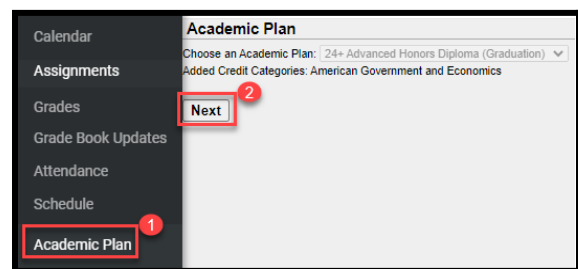 Calendar
Assignments
Grades
Grade Book Updates
Attendance
Schedule
1
Academic Plan
Academic Plan
Choose an Academic Plan: 24+ Advanced Honors Diploma (Graduation)
Added Credit Categories: American Government and Economics
2
Next